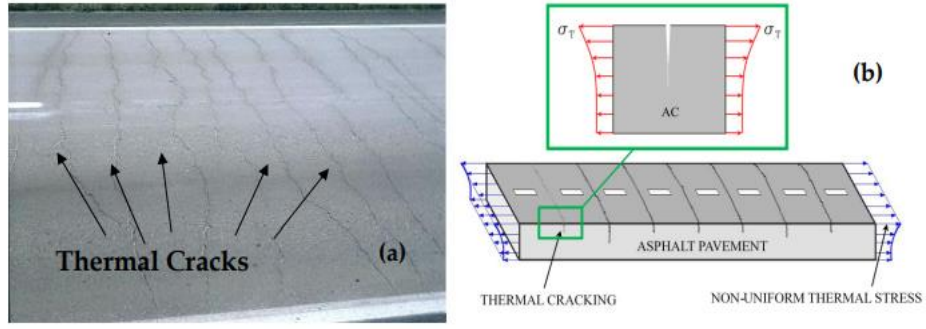 Thermal Cracks
(a)
σT
σT
(b)
AC
ASPHALT PAVEMENT
THERMAL CRACKING
NON-UNIFORM THERMAL STRESS